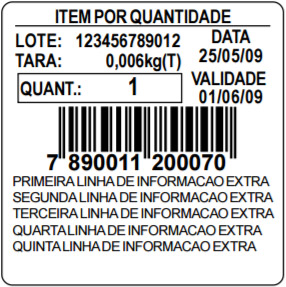 ITEM POR QUANTIDADE
LOTE: 123456789012
DATA
25/05/09
TARA: 0,006kg(T)
QUANT.: 1
VALIDADE
01/06/09
7 890011 200070
PRIMEIRA LINHA DE INFORMACAO EXTRA
SEGUNDA LINHA DE INFORMACAO EXTRA
TERCEIRA LINHA DE INFORMACAO EXTRA
QUARTA LINHA DE INFORMACAO EXTRA
QUINTA LINHA DE INFORMACAO EXTRA